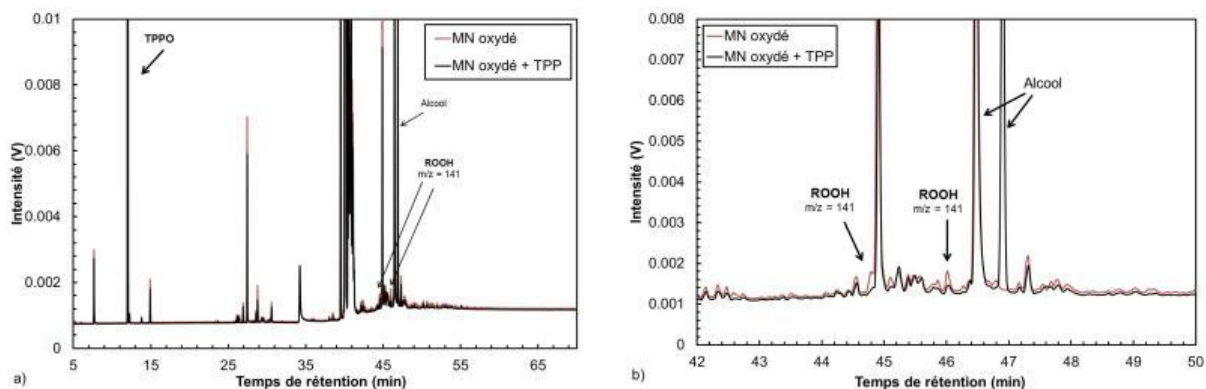 0.01
0.008
0.006
0.004
0.002
0
Intensité (V)
TPPO
MN oxydé
MN oxydé + TPP
Alcool
ROOH
m/z = 141
5
15
25
35
45
55
65
Temps de rétention (min)
a)
0.008
0.007
0.006
0.005
0.004
0.003
0.002
0.001
0
Intensité (V)
MN oxydé
MN oxydé + TPP
Alcool
ROOH
m/z = 141
ROOH
m/z = 141
42
43
44
45
46
47
48
49
50
Temps de rétention (min)
b)